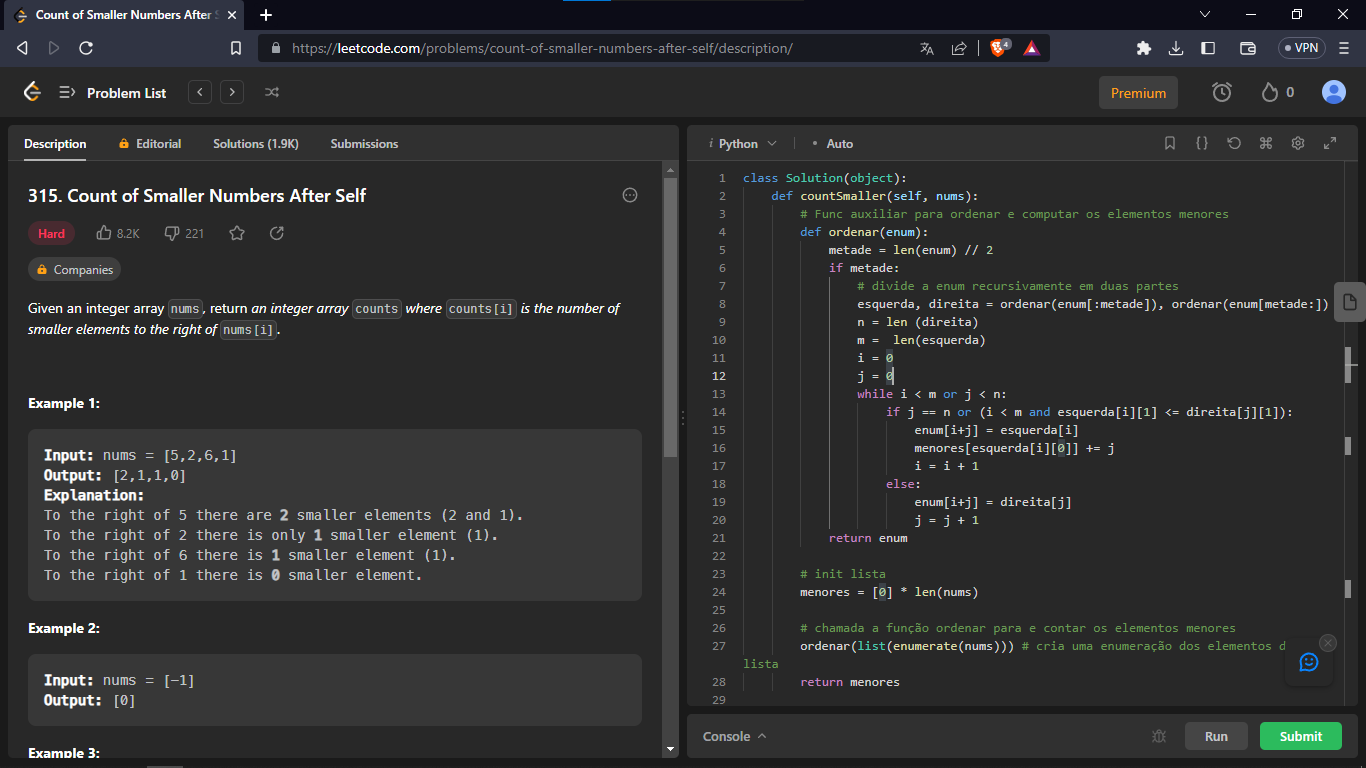 Count of Smaller Numbers After S
https://leetcode.com/problems/count-of-smaller-numbers-after-self/description/
4
VPN
Problem List
Premium
0
Description
Editorial
Solutions (1.9K)
Submissions
315. Count of Smaller Numbers After Self
Hard
8.2K
221
Companies
Given an integer array nums, return an integer array counts where counts[i] is the number of
smaller elements to the right of nums[i].
Example 1:
Input: nums = [5,2,6,1]
Output: [2,1,1,0]
Explanation:
To the right of 5 there are 2 smaller elements (2 and 1).
To the right of 2 there is only 1 smaller element (1).
To the right of 6 there is 1 smaller element (1).
To the right of 1 there is 0 smaller element.
Example 2:
Input: nums = [-1]
Output: [0]
Example 3:
i Python
• Auto
1 class Solution(object):
2 def countSmaller(self, nums):
3 # Func auxiliar para ordenar e computar os elementos menores
4 def ordenar(enum):
5 metade = len(enum) // 2
6 if metade:
7 # divide a enum recursivamente em duas partes
8 esquerda, direita = ordenar(enum[:metade]), ordenar(enum[metade:])
9 n = len (direita)
10 m =  len(esquerda)
11 i = 0
12 j = 0
13 while i < m or j < n:
14 if j == n or (i < m and esquerda[i][1] <= direita[j][1]):
15 enum[i+j] = esquerda[i]
16 menores[esquerda[i][0]] += j
17 i = i + 1
18 else:
19 enum[i+j] = direita[j]
20 j = j + 1
21 return enum
22
23 # init lista
24 menores = [0] * len(nums)
25
26 # chamada a função ordenar para e contar os elementos menores
27 ordenar(list(enumerate(nums))) # cria uma enumeração dos elementos d
lista
28 return menores
29
Console
Run
Submit